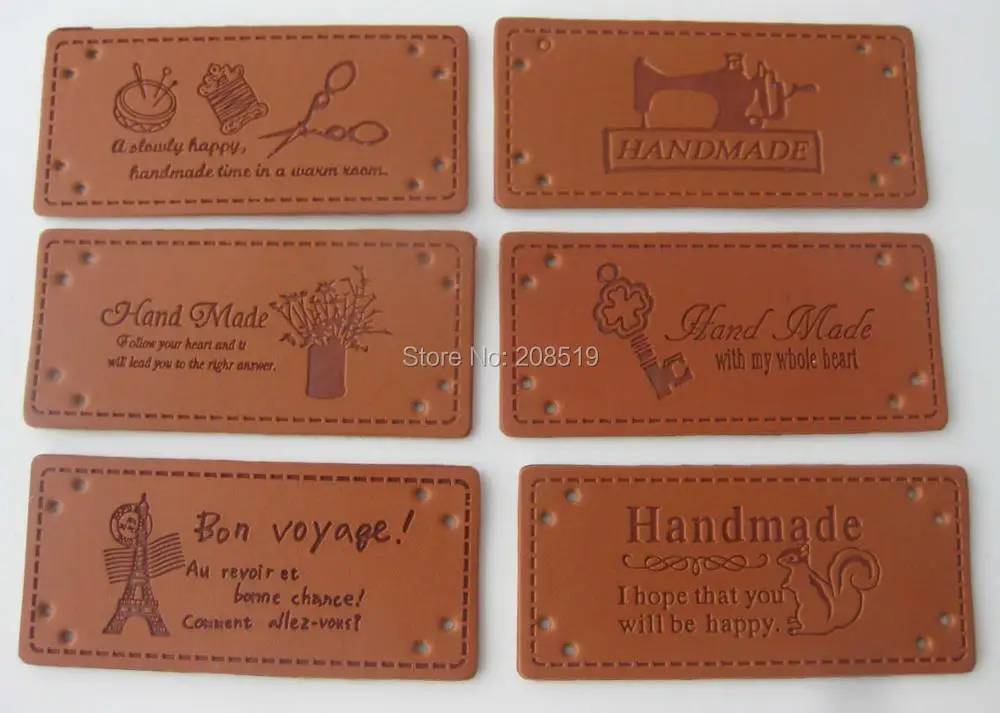 A slowly happy,
handmade time in a warm room.
HANDMADE
Hand Made
Follow your heart and it
will lead you to the right answer.
Hand Made
with my whole heart
Store No: 208519
Bon voyage!
Au revoir et
bonne chance!
Comment allez-vous?
Handmade
I hope that you
will be happy.